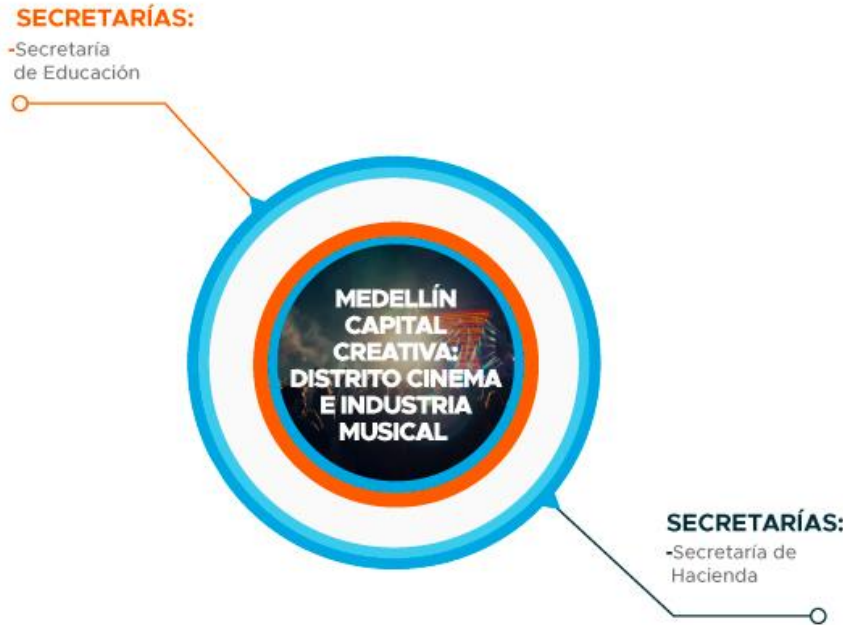 SECRETARÍAS:
-Secretaría
de Educación
MEDELLÍN
CAPITAL
CREATIVA:
DISTRITO CINEMA
E INDUSTRIA
MUSICAL
SECRETARÍAS:
-Secretaría de
Hacienda